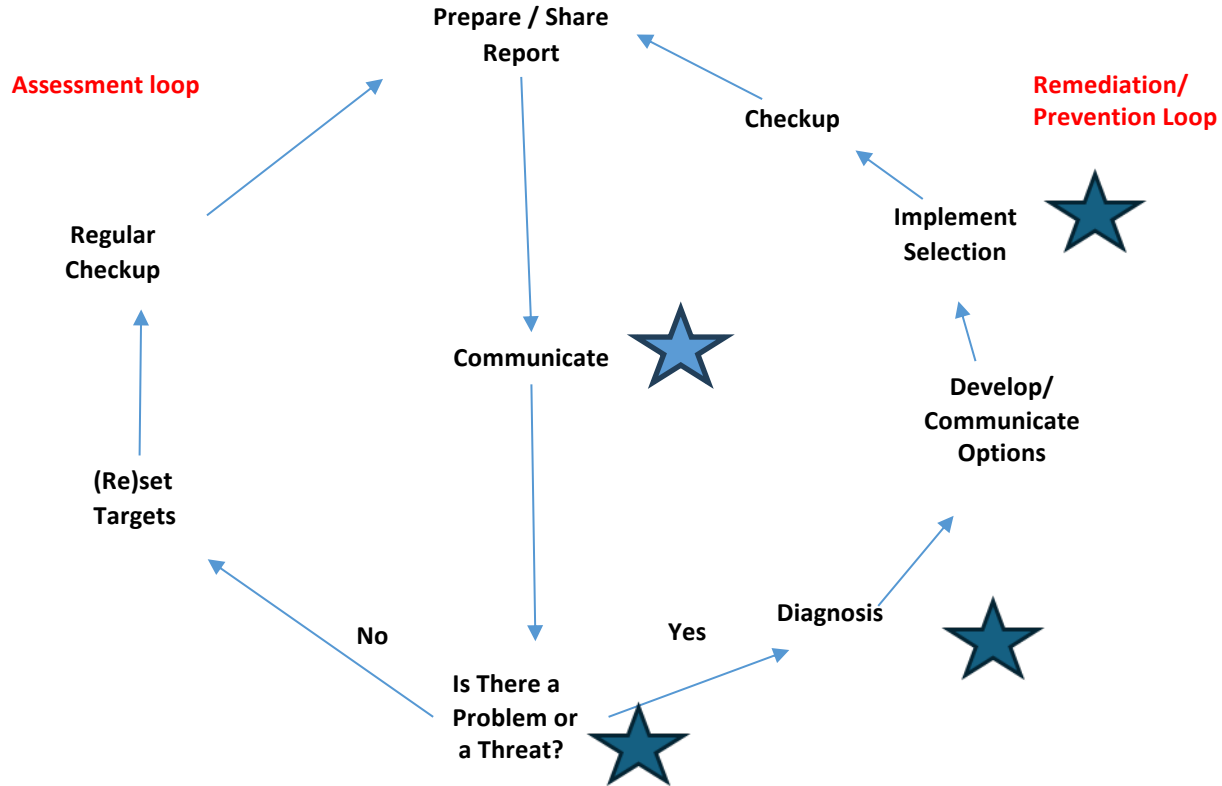 Prepare / Share
Report
Assessment loop
Remediation/
Prevention Loop
Checkup
Regular
Checkup
Implement
Selection
Communicate
Develop/
Communicate
Options
(Re)set
Targets
No
Yes
Diagnosis
Is There a
Problem or
a Threat?